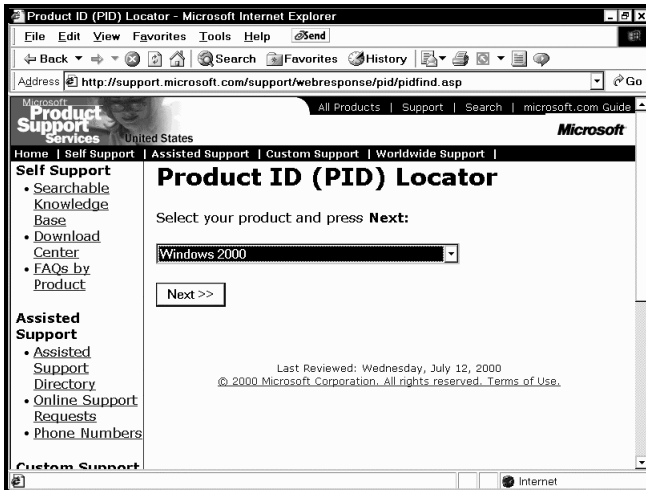 Product ID (PID) Locator - Microsoft Internet Explorer
File Edit View Favorites Tools Help Send
Back Search Favorites History
Address http://support.microsoft.com/support/webresponse/pid/pidfind.asp Go
Microsoft
Product
Support
Services
United States
All Products | Support | Search | microsoft.com Guide
Microsoft
Home | Self Support | Assisted Support | Custom Support | Worldwide Support |
Self Support
• Searchable
Knowledge
Base
• Download
Center
• FAQs by
Product
Assisted
Support
• Assisted
Support
Directory
• Online Support
Requests
• Phone Numbers
Custom Support
Product ID (PID) Locator
Select your product and press Next:
Windows 2000
Next >>
Last Reviewed: Wednesday, July 12, 2000
© 2000 Microsoft Corporation. All rights reserved. Terms of Use.
Internet